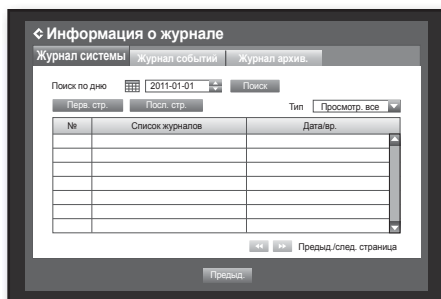 Информация о журнале
Журнал системы Журнал событий Журнал архив.
Поиск по дню 2011-01-01 Поиск
Перв. стр. Посл. стр. Тип Просмотр. все
№ Список журналов Дата/вр.
Предыд./след. страница
Предыд.